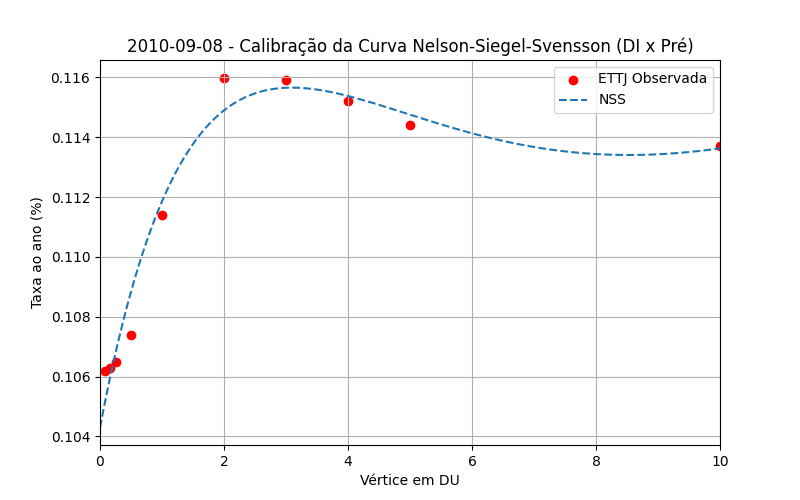 2010-09-08 - Calibração da Curva Nelson-Siegel-Svensson (DI x Pré)
ETTJ Observada
NSS
Taxa ao ano (%)
0.116
0.114
0.112
0.110
0.108
0.106
0.104
0 2 4 6 8 10
Vértice em DU